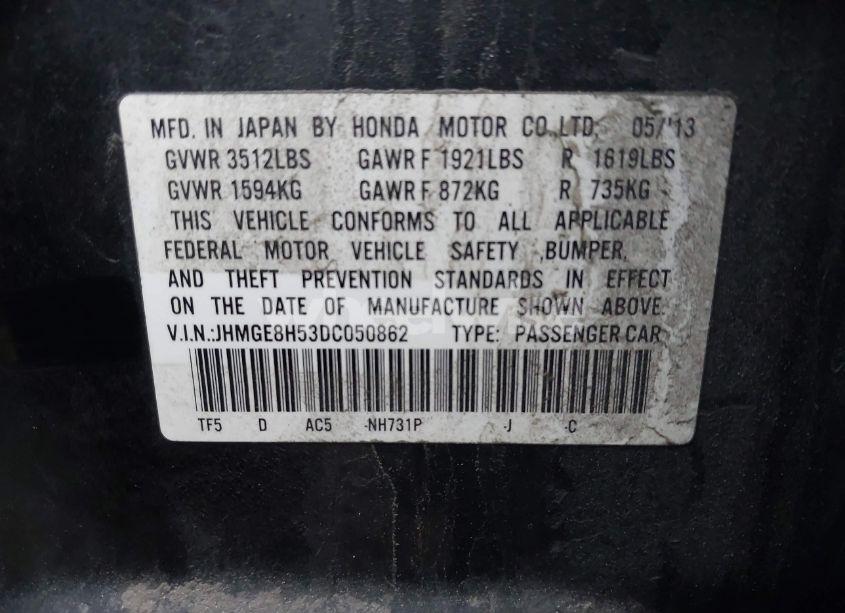 MFD. IN JAPAN BY HONDA MOTOR CO.,LTD. 05/'13
GVWR 3512LBS GAWR F 1921LBS R 1619LBS
GVWR 1594KG GAWR F 872KG R 735KG
THIS VEHICLE CONFORMS TO ALL APPLICABLE
FEDERAL MOTOR VEHICLE SAFETY ,BUMPER,
AND THEFT PREVENTION STANDARDS IN EFFECT
ON THE DATE OF MANUFACTURE SHOWN ABOVE.
V.I.N.:JHMGE8H53DC050862 TYPE: PASSENGER CAR
TF5 D AC5 -NH731P -J -C